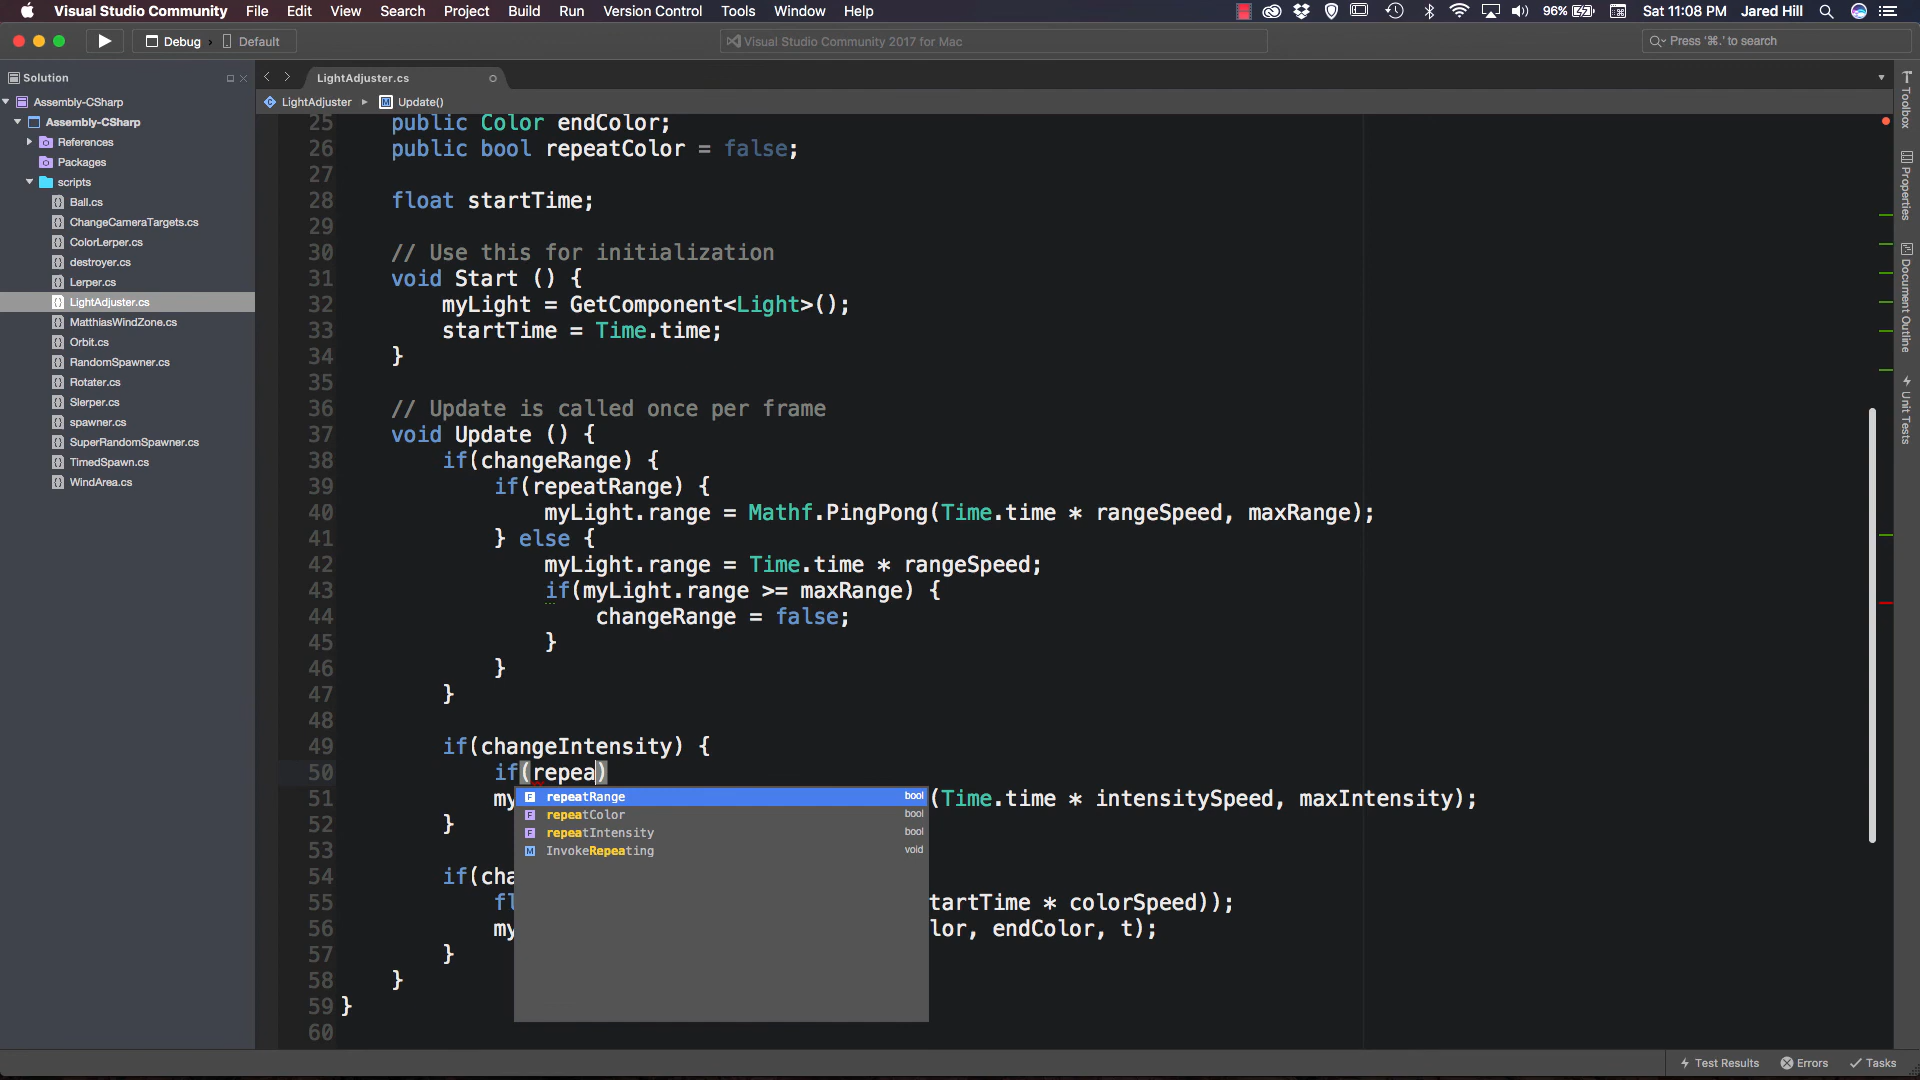 Visual Studio Community File Edit View Search Project Build Run Version Control Tools Window Help 96% Sat 11:08 PM Jared Hill
Debug Default Visual Studio Community 2017 for Mac Press '⌘.' to search
Solution
LightAdjuster.cs
LightAdjuster Update()
Assembly-CSharp
Assembly-CSharp
References
Packages
scripts
Ball.cs
ChangeCameraTargets.cs
ColorLerper.cs
destroyer.cs
Lerper.cs
LightAdjuster.cs
MatthiasWindZone.cs
Orbit.cs
RandomSpawner.cs
Rotater.cs
Slerper.cs
spawner.cs
SuperRandomSpawner.cs
TimedSpawn.cs
WindArea.cs
25 public Color endColor;
26 public bool repeatColor = false;
27
28 float startTime;
29
30 // Use this for initialization
31 void Start () {
32 myLight = GetComponent<Light>();
33 startTime = Time.time;
34 }
35
36 // Update is called once per frame
37 void Update () {
38 if(changeRange) {
39 if(repeatRange) {
40 myLight.range = Mathf.PingPong(Time.time * rangeSpeed, maxRange);
41 } else {
42 myLight.range = Time.time * rangeSpeed;
43 if(myLight.range >= maxRange) {
44 changeRange = false;
45 }
46 }
47 }
48
49 if(changeIntensity) {
50 if(repea)
51 my (Time.time * intensitySpeed, maxIntensity);
52 }
53
54 if(cha
55 fl tartTime * colorSpeed));
56 my lor, endColor, t);
57 }
58 }
59 }
60
repeatRange bool
repeatColor bool
repeatIntensity bool
InvokeRepeating void
Toolbox
Properties
Document Outline
Unit Tests
Test Results Errors Tasks